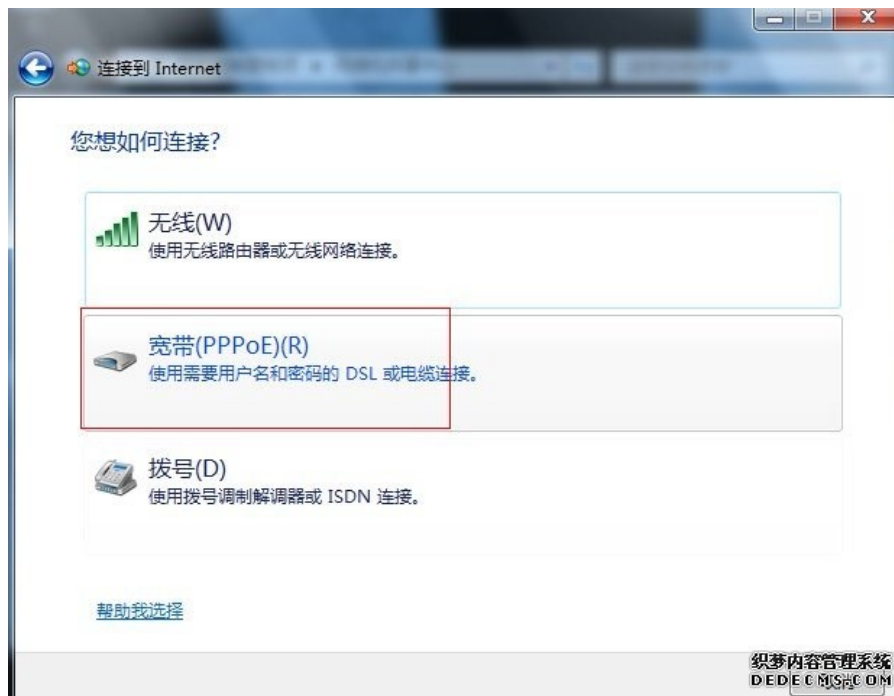 连接到 Internet
您想如何连接?
无线(W)
使用无线路由器或无线网络连接。
宽带(PPPoE)(R)
使用需要用户名和密码的 DSL 或电缆连接。
拨号(D)
使用拨号调制解调器或 ISDN 连接。
帮助我选择
织梦内容管理系统
DEDECMS.COM